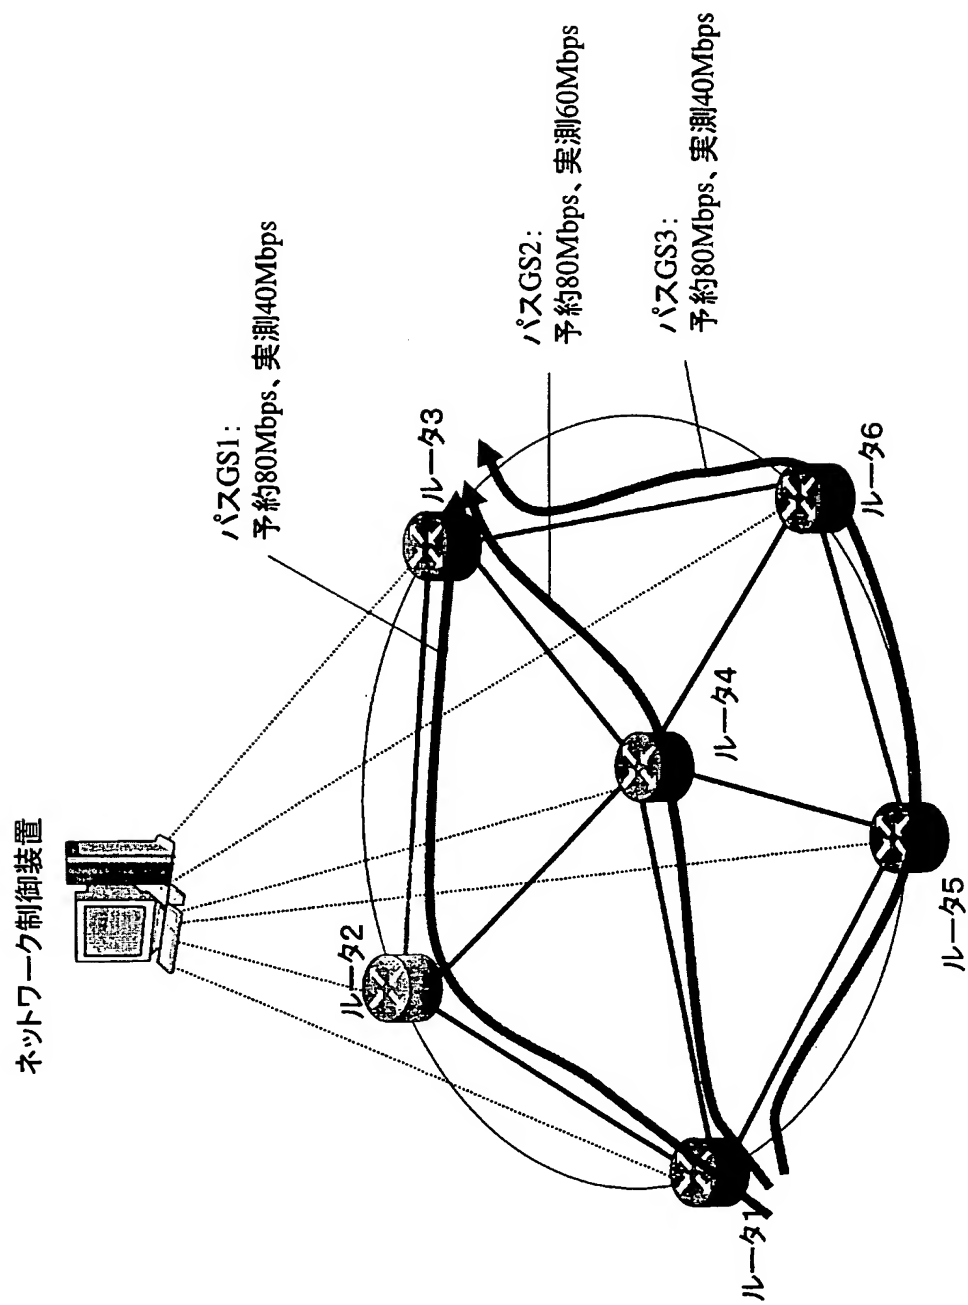 ネットワーク制御装置
パスGS1:
予約80Mbps、実測40Mbps
パスGS2:
予約80Mbps、実測60Mbps
パスGS3:
予約80Mbps、実測40Mbps
ルータ2
ルータ3
ルータ4
ルータ1
ルータ5
ルータ6